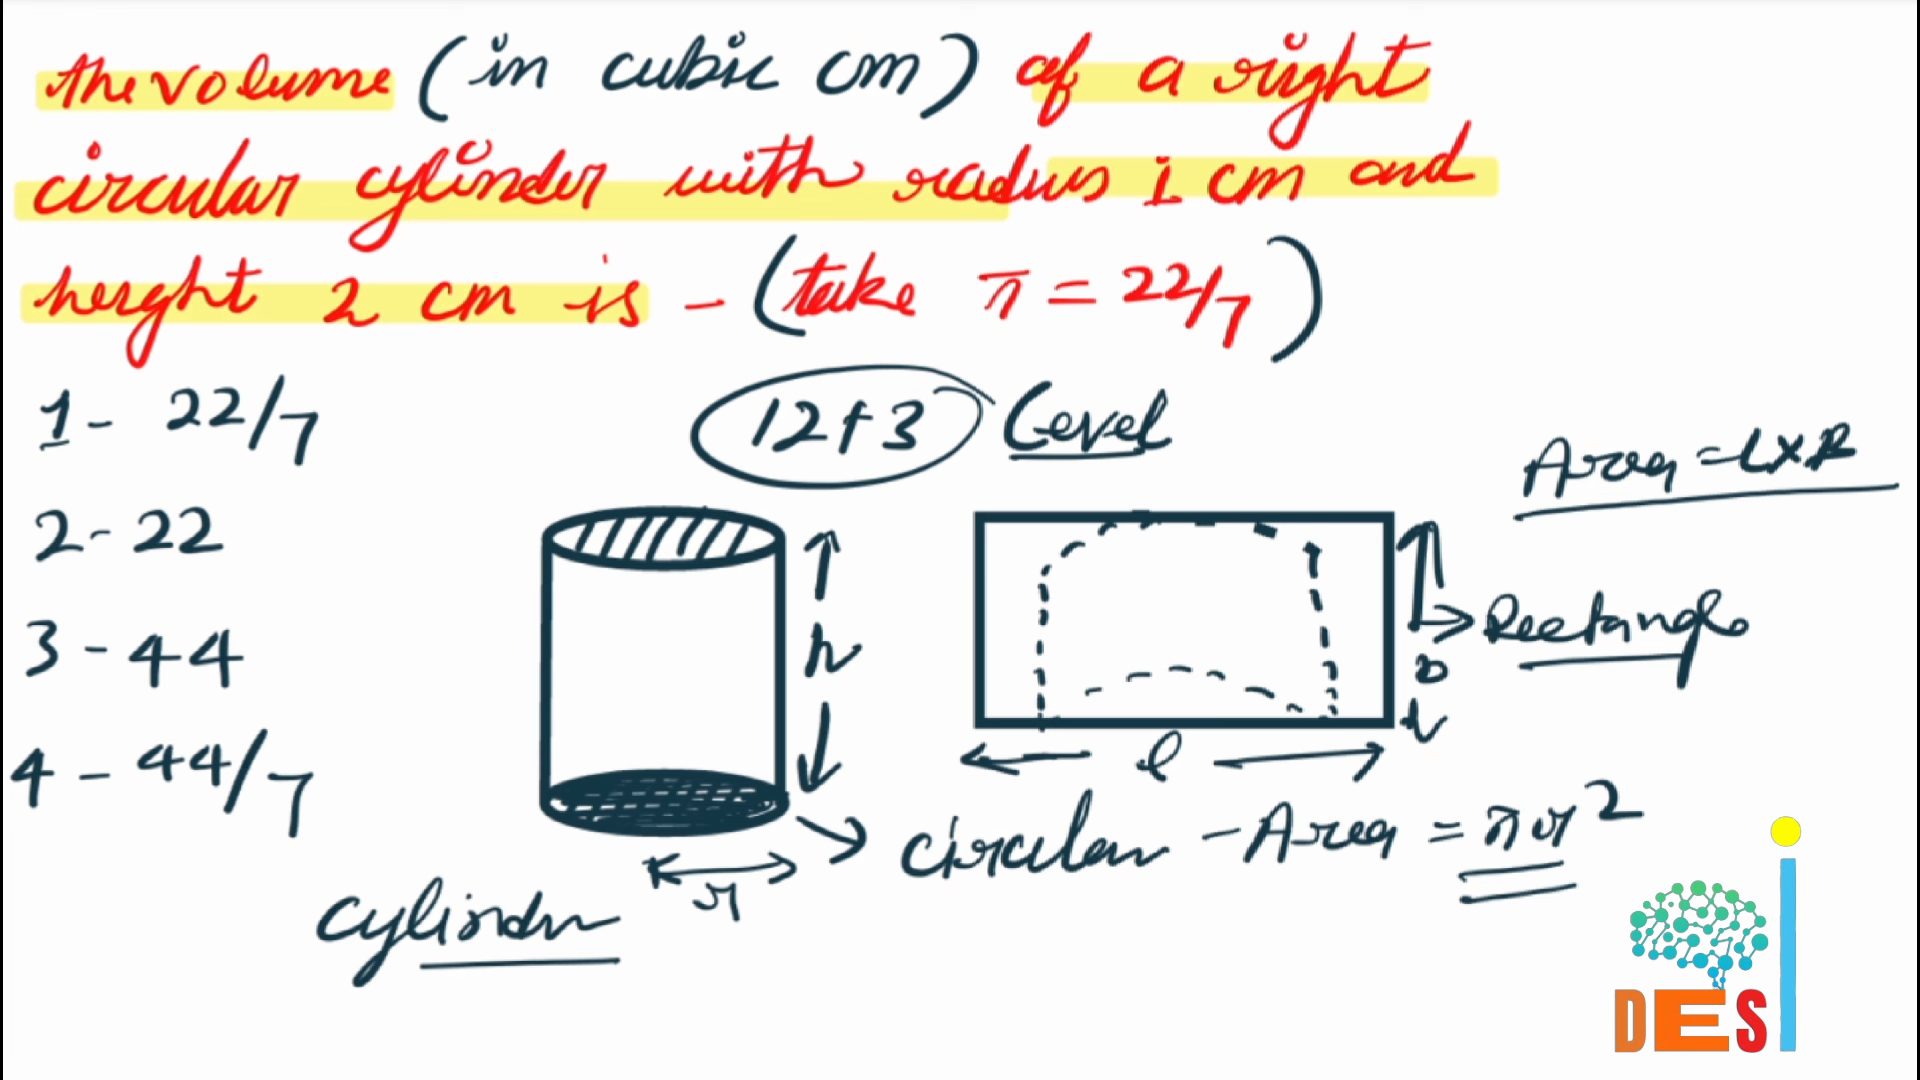 the volume (in cubic cm) of a right
circular cylinder with radius 1 cm and
height 2 cm is - (take π = 22/7)
1 - 22/7
12+3 Level
Area = L×B
2 - 22
h
Rectangle
3 - 44
b
l
4 - 44/7
circular - Area = πr²
r
cylinder
DESi